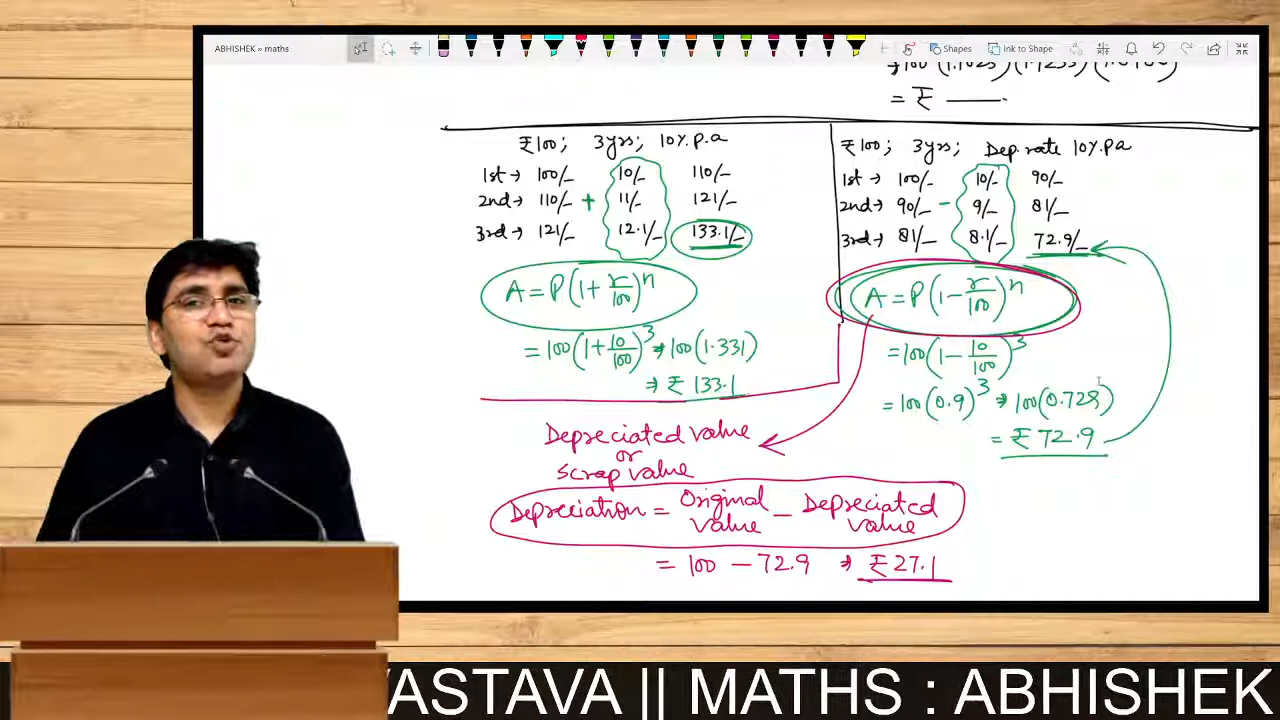 ABHISHEK » maths
Shapes
Ink to Shape
= ₹ ——
₹100; 3yrs; 10%.p.a
1st → 100/- 10/- 110/-
2nd → 110/- + 11/- 121/-
3rd → 121/- 12.1/- 133.1/-
A = P(1 + r/100)^n
= 100(1 + 10/100)^3 ⇒ 100(1.331)
⇒ ₹ 133.1
₹100; 3yrs; Dep. rate 10%.pa
1st → 100/- 10/- 90/-
2nd → 90/- - 9/- 81/-
3rd → 81/- 8.1/- 72.9/-
A = P(1 - r/100)^n
= 100(1 - 10/100)^3
= 100(0.9)^3 ⇒ 100(0.729)
= ₹ 72.9
Depreciated value
or
scrap value
Depreciation = Original value - Depreciated value
= 100 - 72.9 ⇒ ₹27.1
VASTAVA || MATHS : ABHISHEK